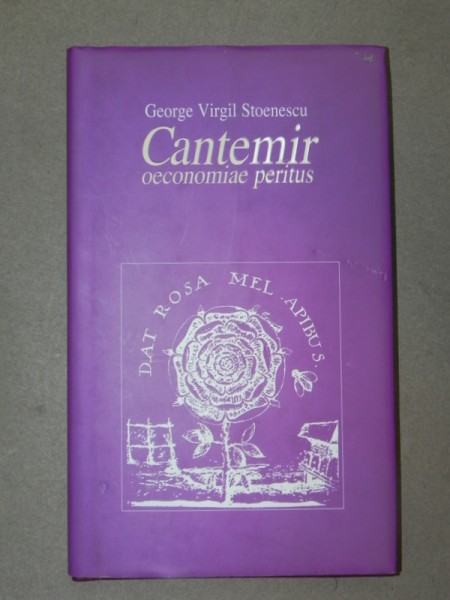 George Virgil Stoenescu
Cantemir
oeconomiae peritus
DAT ROSA MEL .APIBUS.